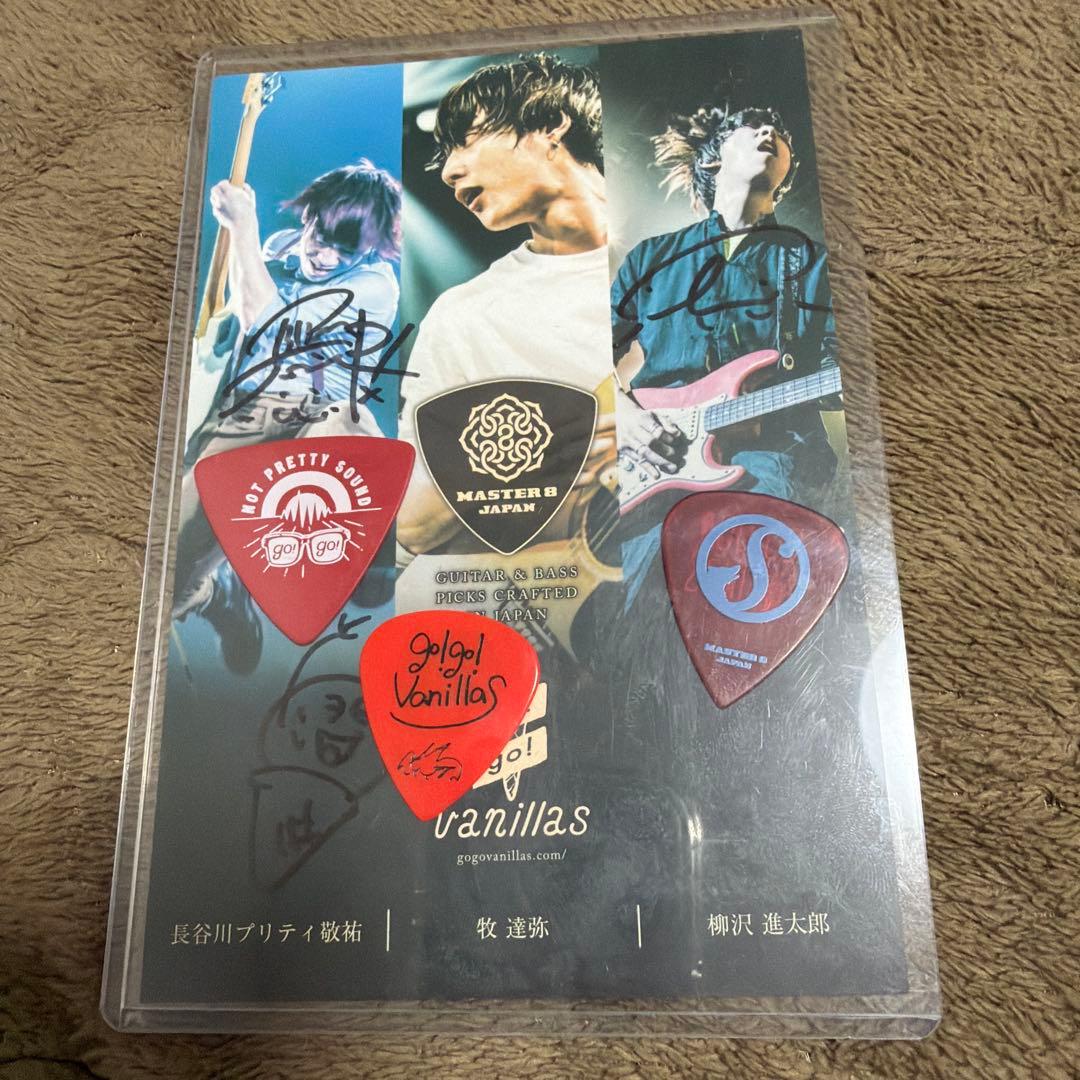 NOT PRETTY SOUND
go! go!
MASTER 8
JAPAN
GUITAR & BASS
PICKS CRAFTED
JAPAN
MASTER 8
JAPAN
go!go!
Vanillas
go!
vanillas
gogovanillas.com/
長谷川プリティ敬祐
牧 達弥
柳沢 進太郎